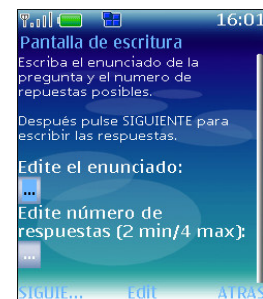 16:01
Pantalla de escritura
Escriba el enunciado de la
pregunta y el numero de
repuestas posibles.
Después pulse SIGUIENTE para
escribir las respuestas.
Edite el enunciado:
...
Edite número de
respuestas (2 min/4 max):
...
SIGUIE... Edit ATRAS